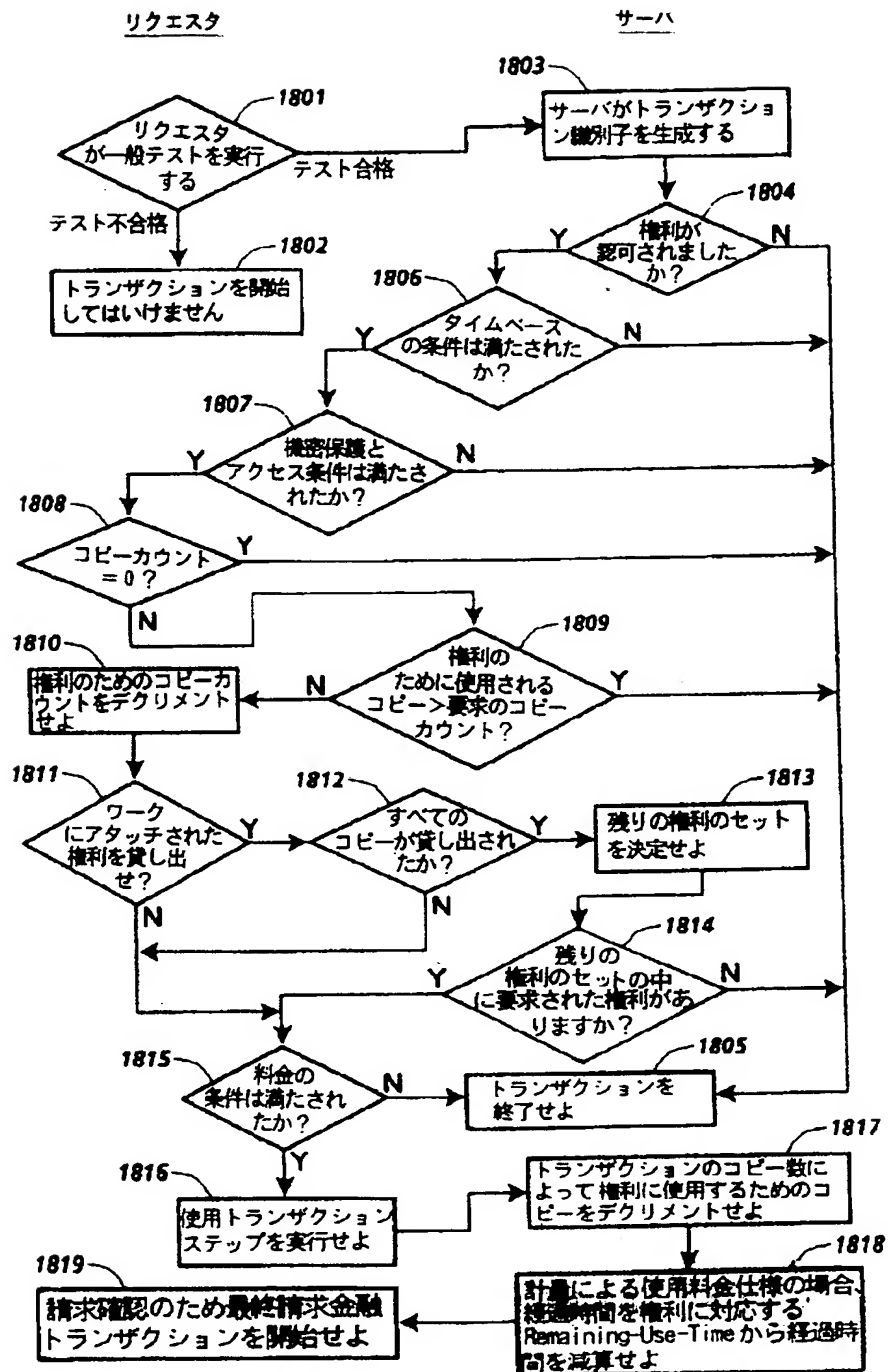 リクエスタ
サーバ
1801
リクエスタ
が一般テストを実行
する
テスト合格
テスト不合格
1802
トランザクションを開始
してはいけません
1803
サーバがトランザクショ
ン識別子を生成する
1804
権利が
認可されました
か?
Y
N
1806
タイムベース
の条件は満たされた
か?
Y
N
1807
機密保護と
アクセス条件は満たさ
れたか?
Y
N
1808
コピーカウント
=0?
Y
N
1809
権利の
ために使用される
コピー>要求のコピー
カウント?
N
Y
1810
権利のためのコピーカ
ウントをデクリメント
せよ
1811
ワーク
にアタッチされた
権利を貸し出
せ?
Y
N
1812
すべての
コピーが貸し出され
たか?
Y
N
1813
残りの権利のセット
を決定せよ
1814
残りの
権利のセットの中
に要求された権利があ
りますか?
Y
N
1815
料金の
条件は満たされ
たか?
N
Y
1805
トランザクションを
終了せよ
1816
使用トランザクション
ステップを実行せよ
1817
トランザクションのコピー数に
よって権利に使用するためのコ
ピーをデクリメントせよ
1818
計量による使用料金仕様の場合、
経過時間を権利に対応する
Remaining-Use-Timeから経過時
間を減算せよ
1819
請求確認のため最終請求金融
トランザクションを開始せよ